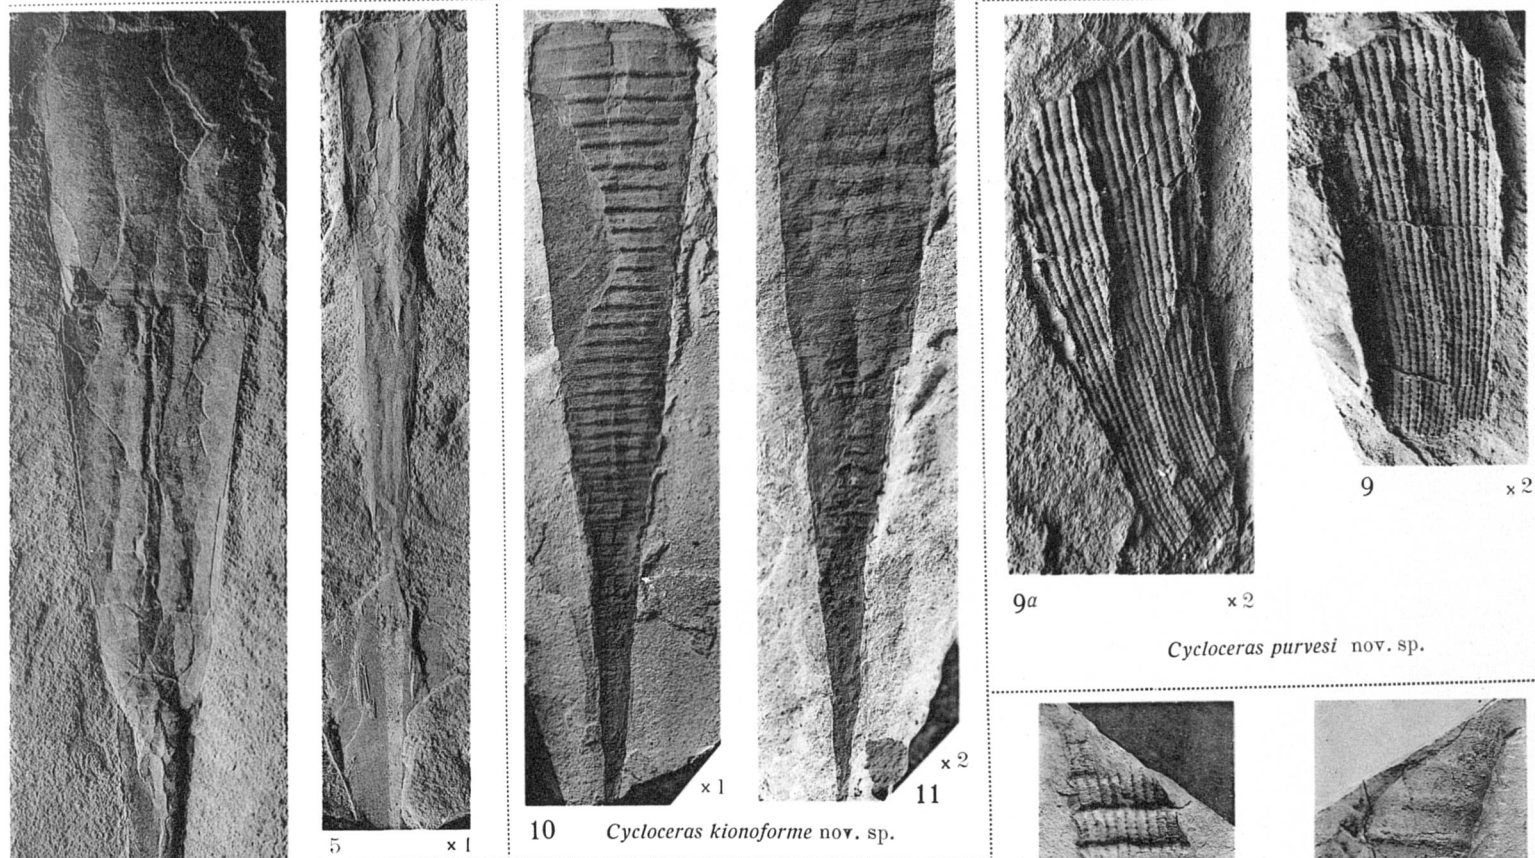 5 × 1
10 × 1
11 × 2
Cycloceras kionoforme nov. sp.
9 × 2
9a × 2
Cycloceras purvesi nov. sp.